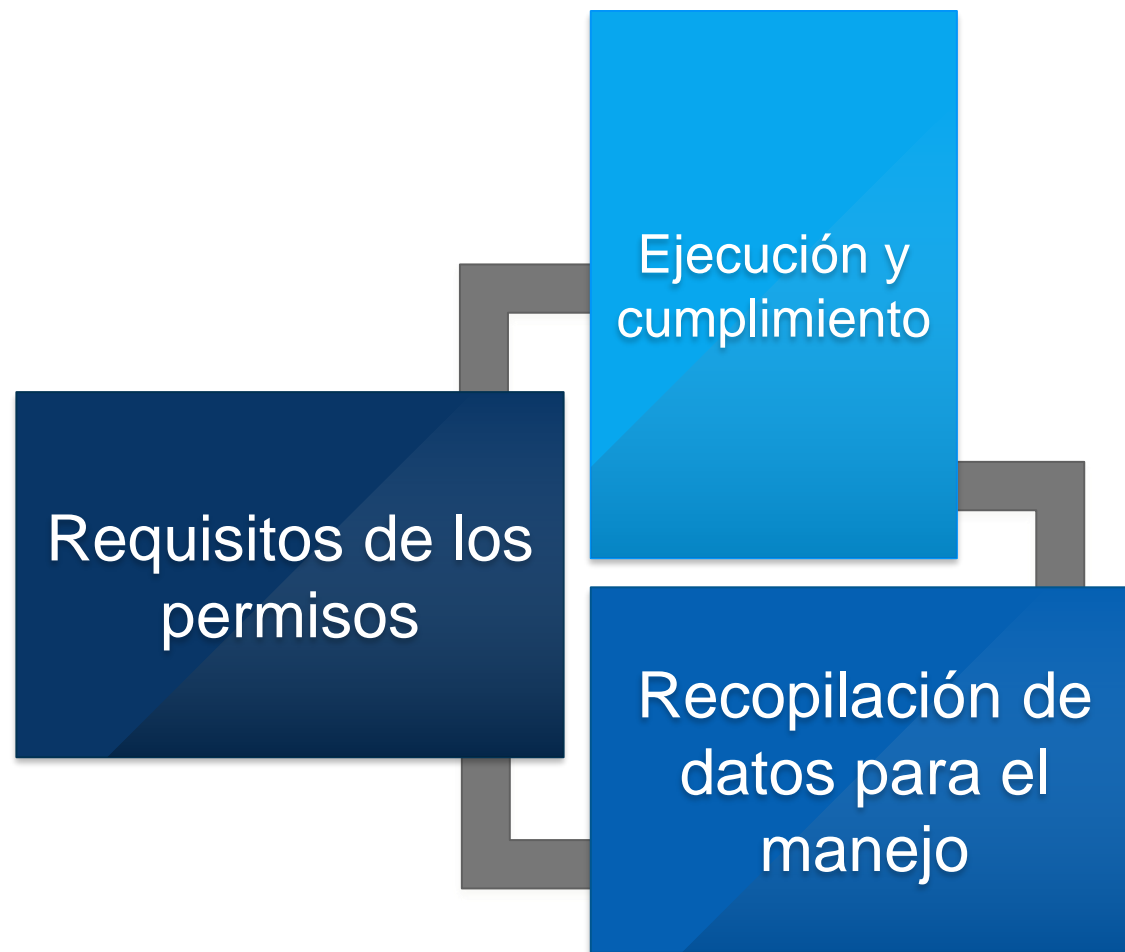 Ejecución y
cumplimiento
Requisitos de los
permisos
Recopilación de
datos para el
manejo